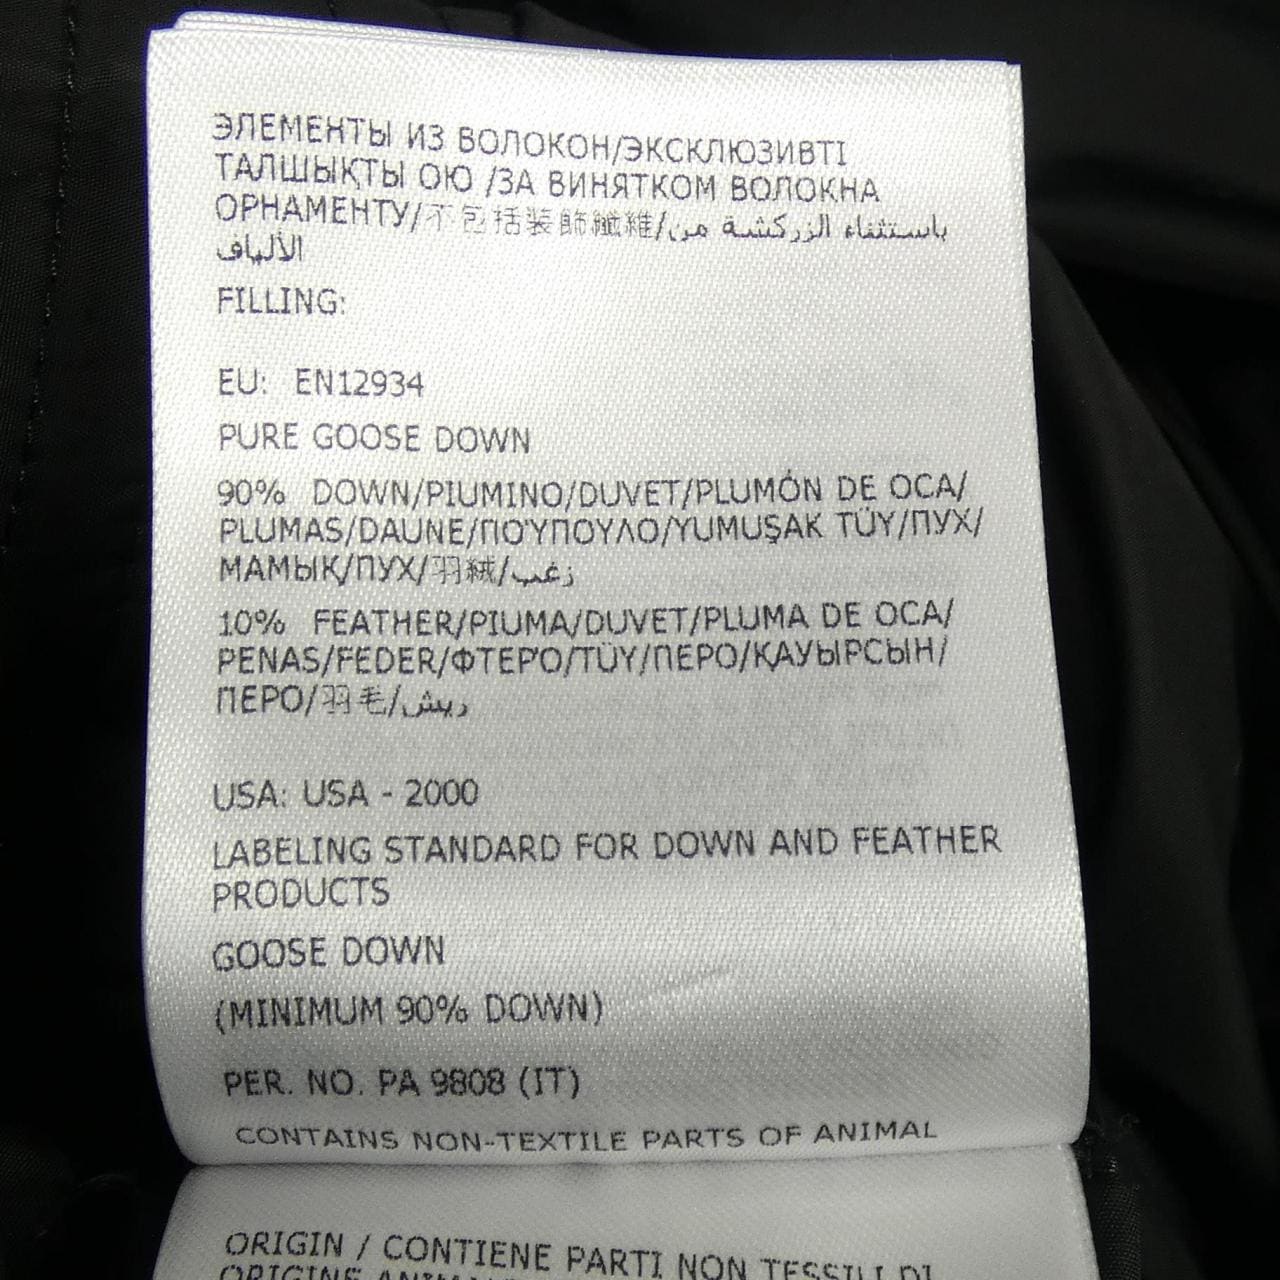 ЭЛЕМЕНТЫ ИЗ ВОЛОКОН/ЭКСКЛЮЗИВТІ
ТАЛШЫҚТЫ ОЮ /ЗА ВИНЯТКОМ ВОЛОКНА
ОРНАМЕНТУ/不包括装飾纖維/باستثناء الزركشة من
الألياف
FILLING:
EU: EN12934
PURE GOOSE DOWN
90% DOWN/PIUMINO/DUVET/PLUMÓN DE OCA/
PLUMAS/DAUNE/ΠΟ'ΥΠΟΥΛΟ/YUMUŞAK TÜY/ПУХ/
МАМЫҚ/ПУХ/羽絨/زغب
10% FEATHER/PIUMA/DUVET/PLUMA DE OCA/
PENAS/FEDER/ΦΤΕΡ'Ο/TÜY/ПЕРО/ҚАУЫРСЫН/
ПЕРО/羽毛/ريش
USA: USA - 2000
LABELING STANDARD FOR DOWN AND FEATHER
PRODUCTS
GOOSE DOWN
(MINIMUM 90% DOWN)
PER. NO. PA 9808 (IT)
CONTAINS NON-TEXTILE PARTS OF ANIMAL
ORIGIN / CONTIENE PARTI NON TESSILI DI